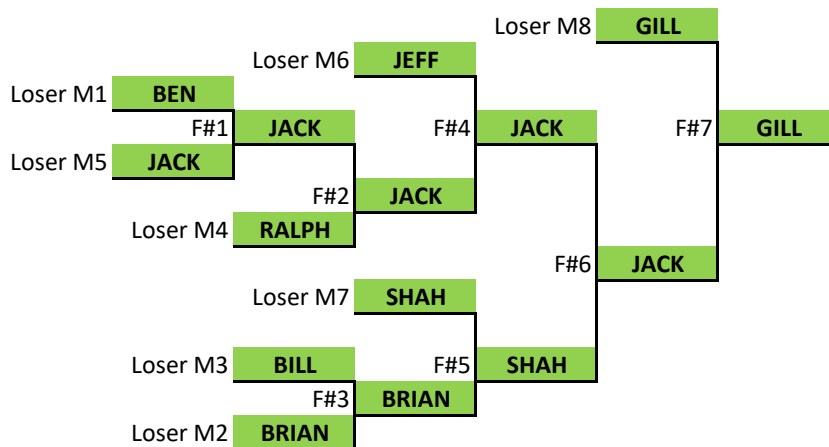 Loser M8 GILL
Loser M6 JEFF
Loser M1 BEN
F#1 JACK F#4 JACK F#7 GILL
Loser M5 JACK
F#2 JACK
Loser M4 RALPH
F#6 JACK
Loser M7 SHAH
Loser M3 BILL F#5 SHAH
F#3 BRIAN
Loser M2 BRIAN